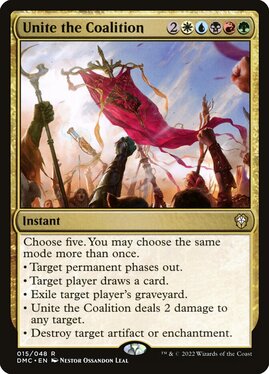 Unite the Coalition 2
Instant
Choose five. You may choose the same
mode more than once.
• Target permanent phases out.
• Target player draws a card.
• Exile target player's graveyard.
• Unite the Coalition deals 2 damage to
any target.
• Destroy target artifact or enchantment.
015/048 R
DMC • EN NESTOR OSSANDON LEAL
™ & © 2022 Wizards of the Coast